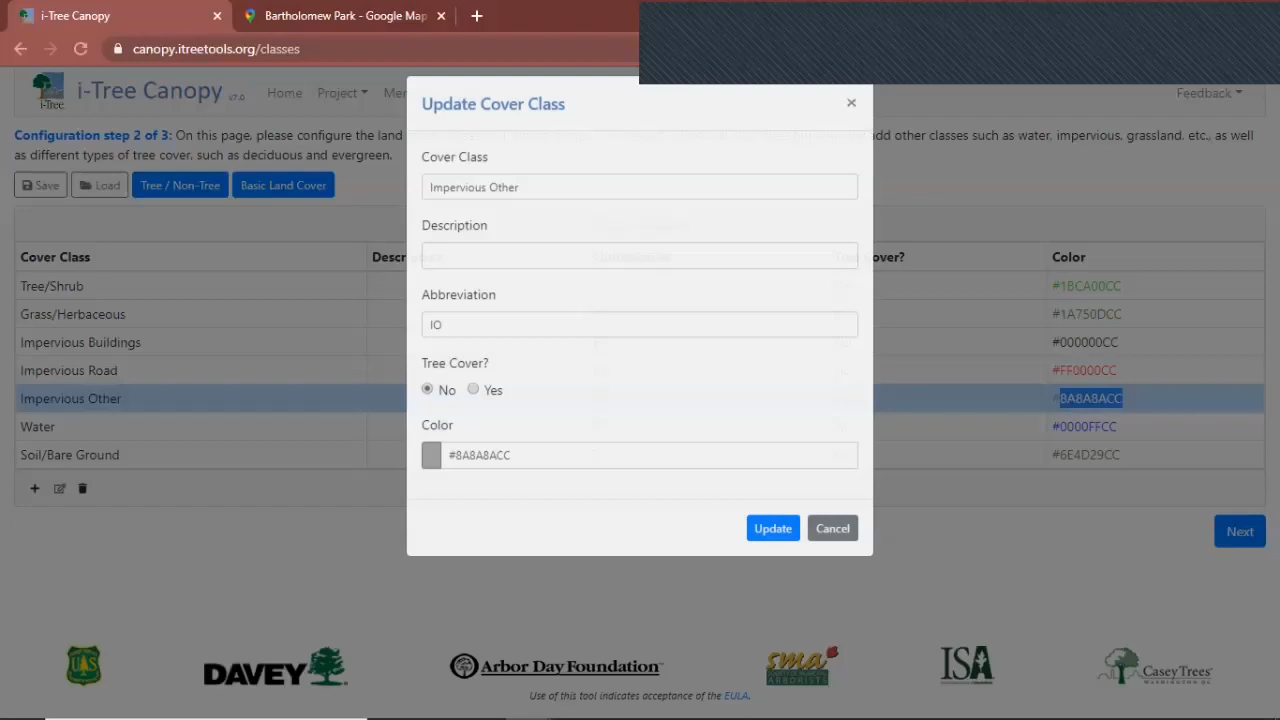 i-Tree Canopy
Bartholomew Park - Google Map
canopy.itreetools.org/classes
i-Tree
i-Tree Canopy v7.0
Home
Project
Feedback
Configuration step 2 of 3: On this page, please configure the land
add other classes such as water, impervious, grassland, etc., as well
as different types of tree cover, such as deciduous and evergreen.
Save
Load
Tree / Non-Tree
Basic Land Cover
Cover Class
Color
Tree/Shrub
#1BCA00CC
Grass/Herbaceous
#1A750DCC
Impervious Buildings
#000000CC
Impervious Road
#FF0000CC
Impervious Other
#8A8A8ACC
Water
#0000FFCC
Soil/Bare Ground
#6E4D29CC
Next
Update Cover Class
Cover Class
Impervious Other
Description
Abbreviation
IO
Tree Cover?
No
Yes
Color
#8A8A8ACC
Update
Cancel
UAS
DAVEY
Arbor Day Foundation
sma
ISA
Casey Trees
WASHINGTON DC
Use of this tool indicates acceptance of the EULA.